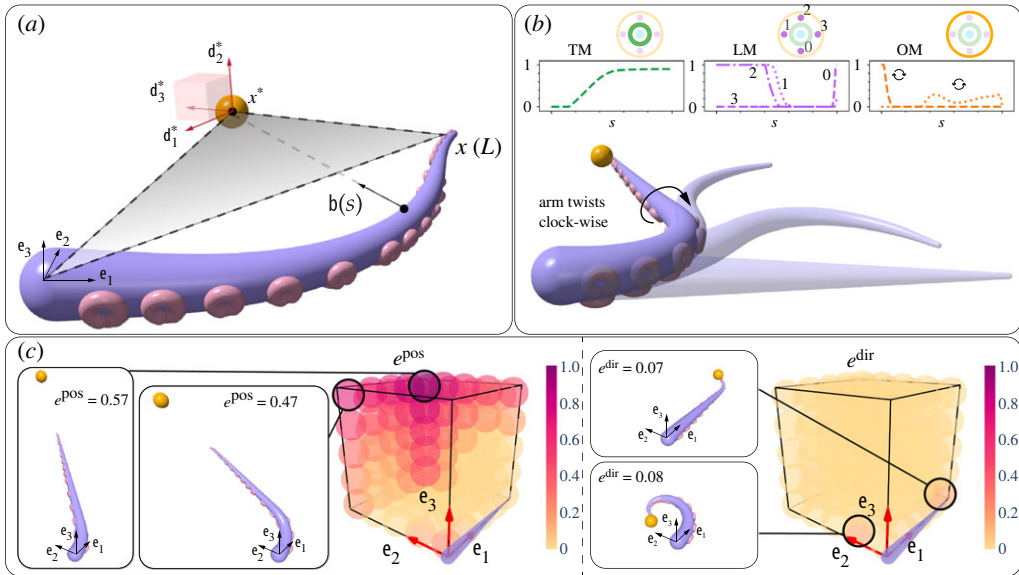 (a)
d*2
d*3
x*
d*1
x (L)
b(s)
e3
e2
e1
(b)
TM
LM
OM
2
1
3
0
1
0
s
1
0
2
1
0
3
s
1
0
s
arm twists
clock-wise
(c)
e^pos
e^pos = 0.57
e^pos = 0.47
e3
e2
e1
e3
e2
e1
e3
e2
e1
1.0
0.8
0.6
0.4
0.2
0
e^dir
e^dir = 0.07
e3
e2
e1
e^dir = 0.08
e3
e2
e1
e3
e2
e1
1.0
0.8
0.6
0.4
0.2
0